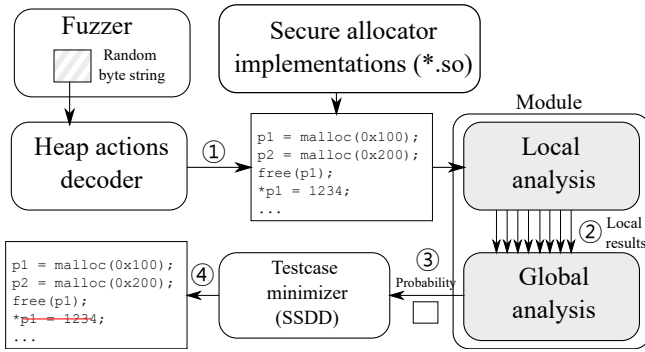 Fuzzer
Random
byte string
Secure allocator
implementations (*.so)
Heap actions
decoder
①
p1 = malloc(0x100);
p2 = malloc(0x200);
free(p1);
*p1 = 1234;
...
Module
Local
analysis
② Local
results
Global
analysis
③
Probability
Testcase
minimizer
(SSDD)
④
p1 = malloc(0x100);
p2 = malloc(0x200);
free(p1);
*p1 = 1234;
...